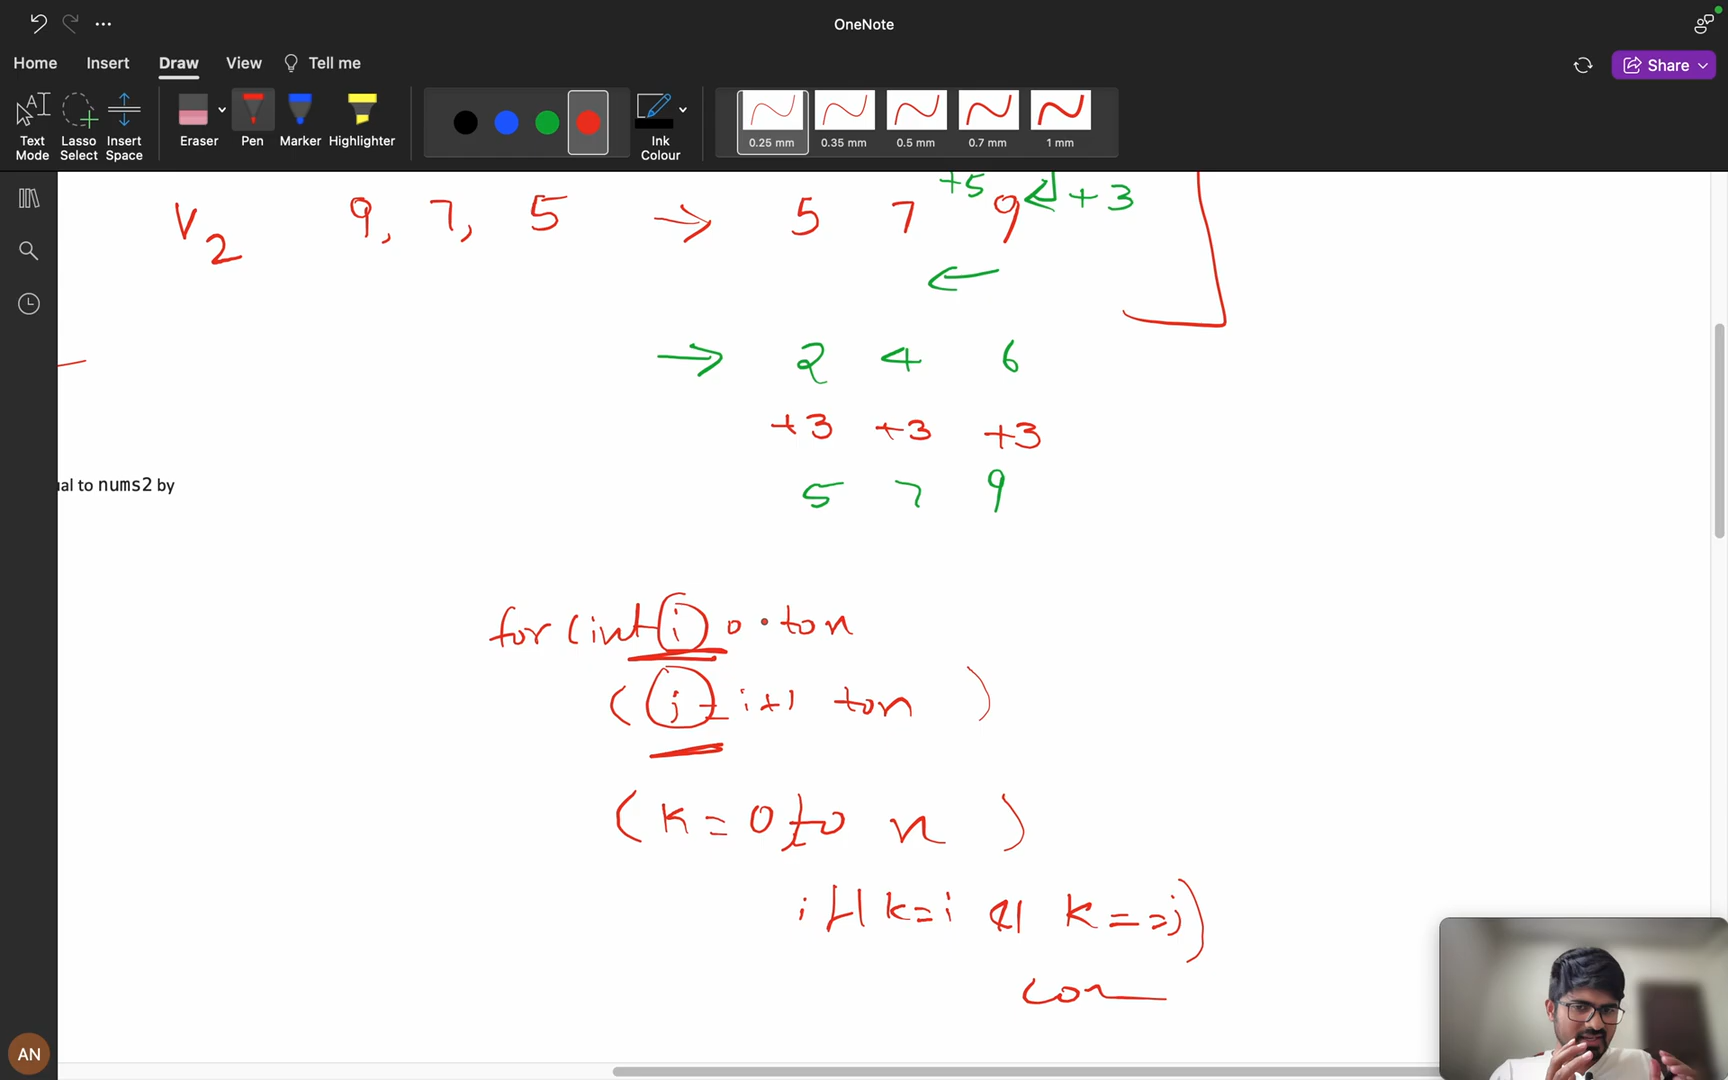 OneNote
Home Insert Draw View Tell me
Share
Text Mode
Lasso Select
Insert Space
Eraser
Pen
Marker
Highlighter
Ink Colour
0.25 mm
0.35 mm
0.5 mm
0.7 mm
1 mm
+5 + 3
V2 9, 7, 5 → 5 7 9
←
→ 2 4 6
+3 +3 +3
5 7 9
ual to nums2 by
for (int i 0 · to n
( j = i+1 to n )
( k = 0 to n )
if( k=i && k==j)
con
AN